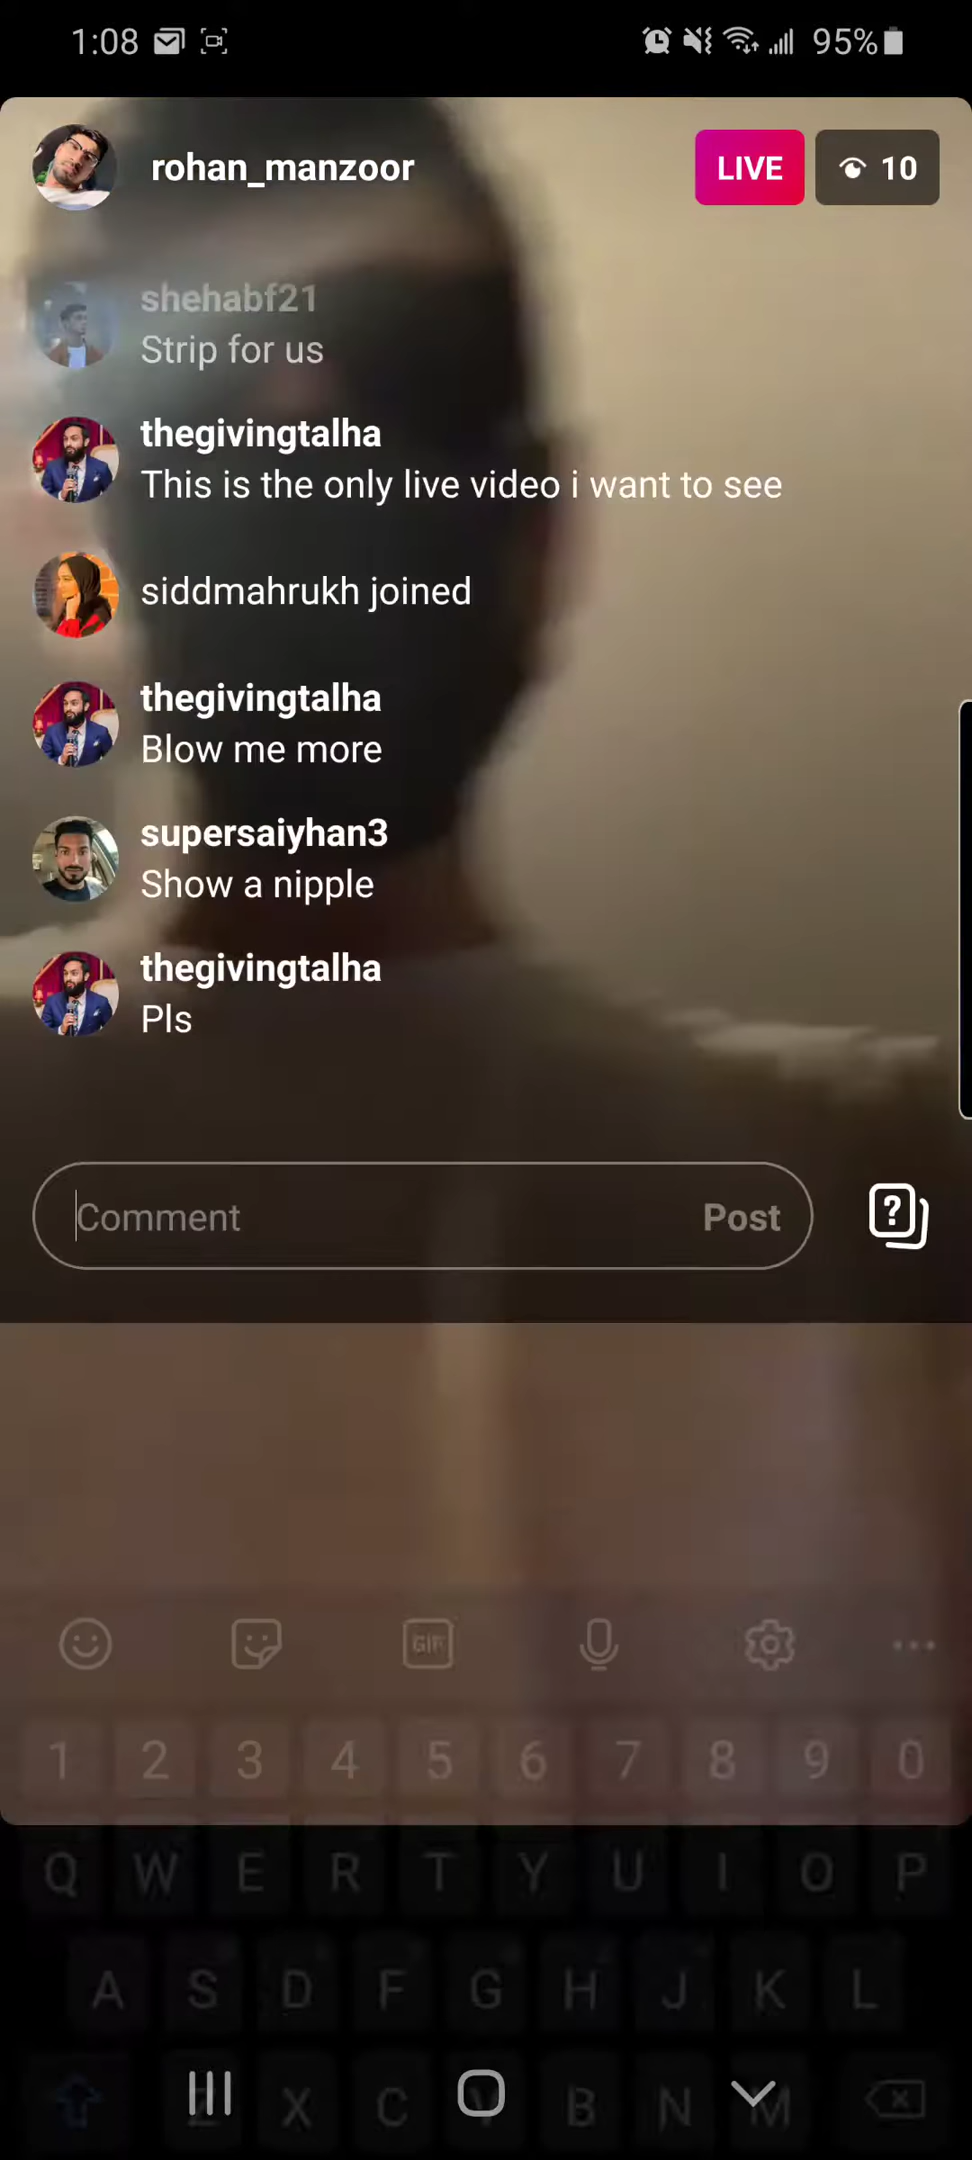 1:08 95%
rohan_manzoor LIVE 10
shehabf21
Strip for us
thegivingtalha
This is the only live video i want to see
siddmahrukh joined
thegivingtalha
Blow me more
supersaiyhan3
Show a nipple
thegivingtalha
Pls
Comment Post
?
GIF
1 2 3 4 5 6 7 8 9 0
Q W E R T Y U I O P
A S D F G H J K L
Z X C V B N M